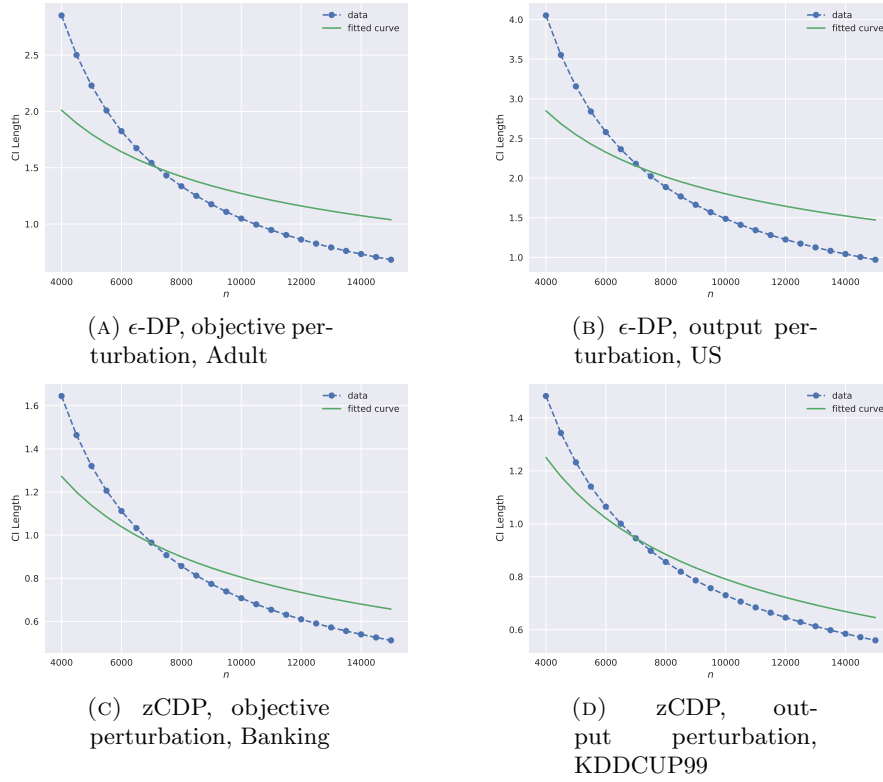 data
fitted curve
2.5
2.0
1.5
1.0
CI Length
4000 6000 8000 10000 12000 14000
n
(A) ϵ-DP, objective per-
turbation, Adult
data
fitted curve
4.0
3.5
3.0
2.5
2.0
1.5
1.0
CI Length
4000 6000 8000 10000 12000 14000
n
(B) ϵ-DP, output per-
turbation, US
data
fitted curve
1.6
1.4
1.2
1.0
0.8
0.6
CI Length
4000 6000 8000 10000 12000 14000
n
(C) zCDP, objective
perturbation, Banking
data
fitted curve
1.4
1.2
1.0
0.8
0.6
CI Length
4000 6000 8000 10000 12000 14000
n
(D) zCDP, out-
put perturbation,
KDDCUP99